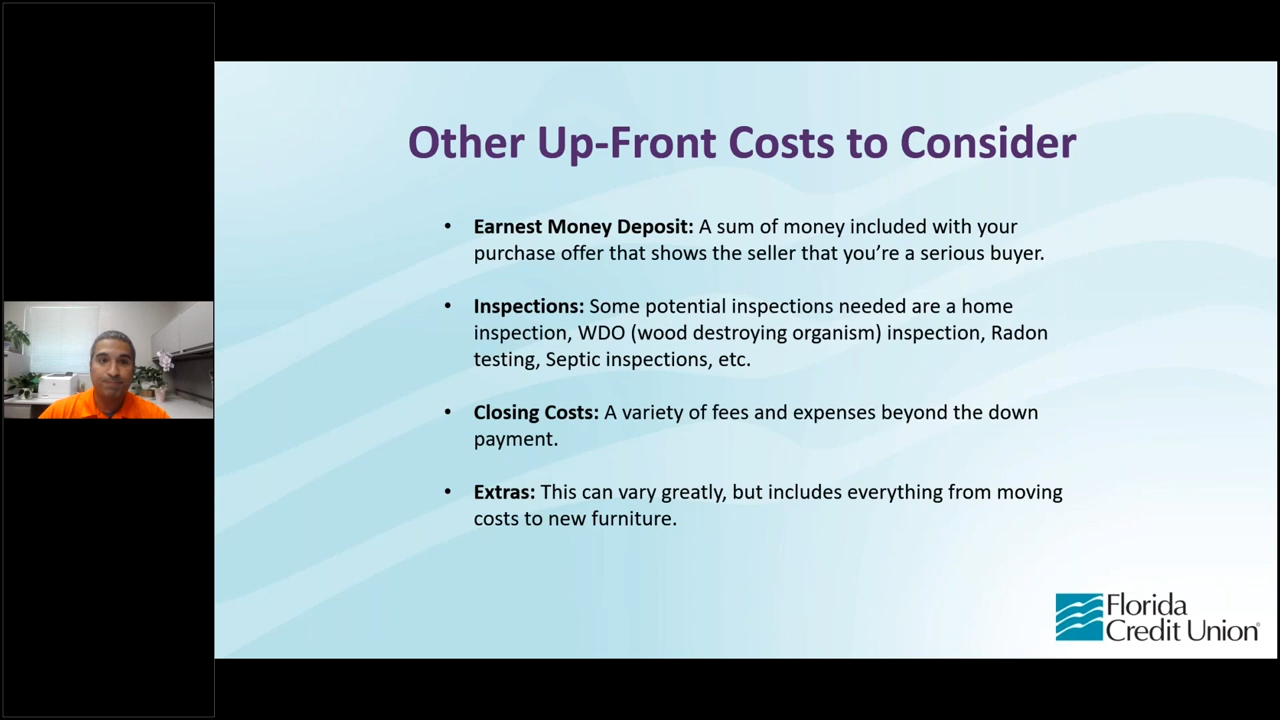 Other Up-Front Costs to Consider
• Earnest Money Deposit: A sum of money included with your
purchase offer that shows the seller that you’re a serious buyer.
• Inspections: Some potential inspections needed are a home
inspection, WDO (wood destroying organism) inspection, Radon
testing, Septic inspections, etc.
• Closing Costs: A variety of fees and expenses beyond the down
payment.
• Extras: This can vary greatly, but includes everything from moving
costs to new furniture.
Florida
Credit Union®